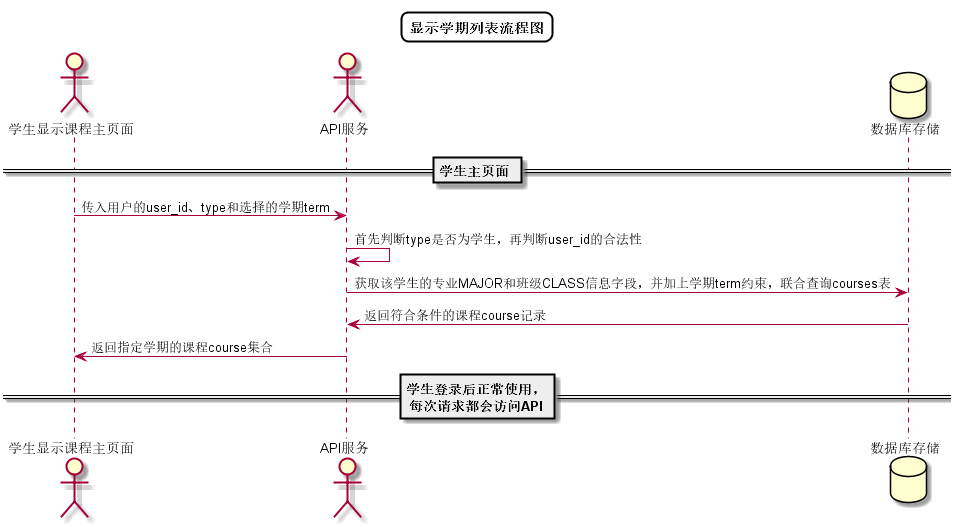 显示学期列表流程图
学生显示课程主页面
API服务
数据库存储
学生主页面
传入用户的user_id、type和选择的学期term
首先判断type是否为学生，再判断user_id的合法性
获取该学生的专业MAJOR和班级CLASS信息字段，并加上学期term约束，联合查询courses表
返回符合条件的课程course记录
返回指定学期的课程course集合
学生登录后正常使用，
每次请求都会访问API
学生显示课程主页面
API服务
数据库存储